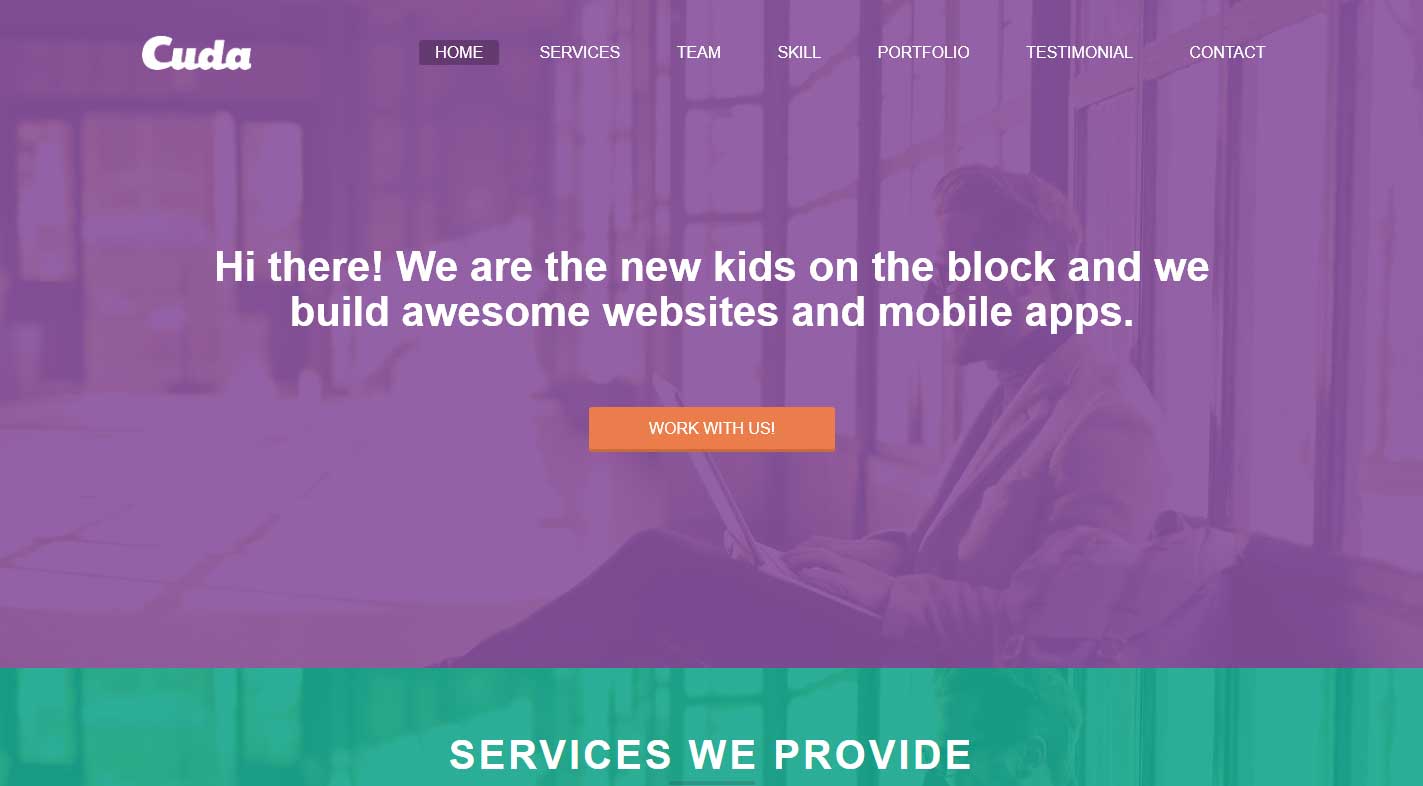 Cuda
HOME SERVICES TEAM SKILL PORTFOLIO TESTIMONIAL CONTACT
Hi there! We are the new kids on the block and we
build awesome websites and mobile apps.
WORK WITH US!
SERVICES WE PROVIDE